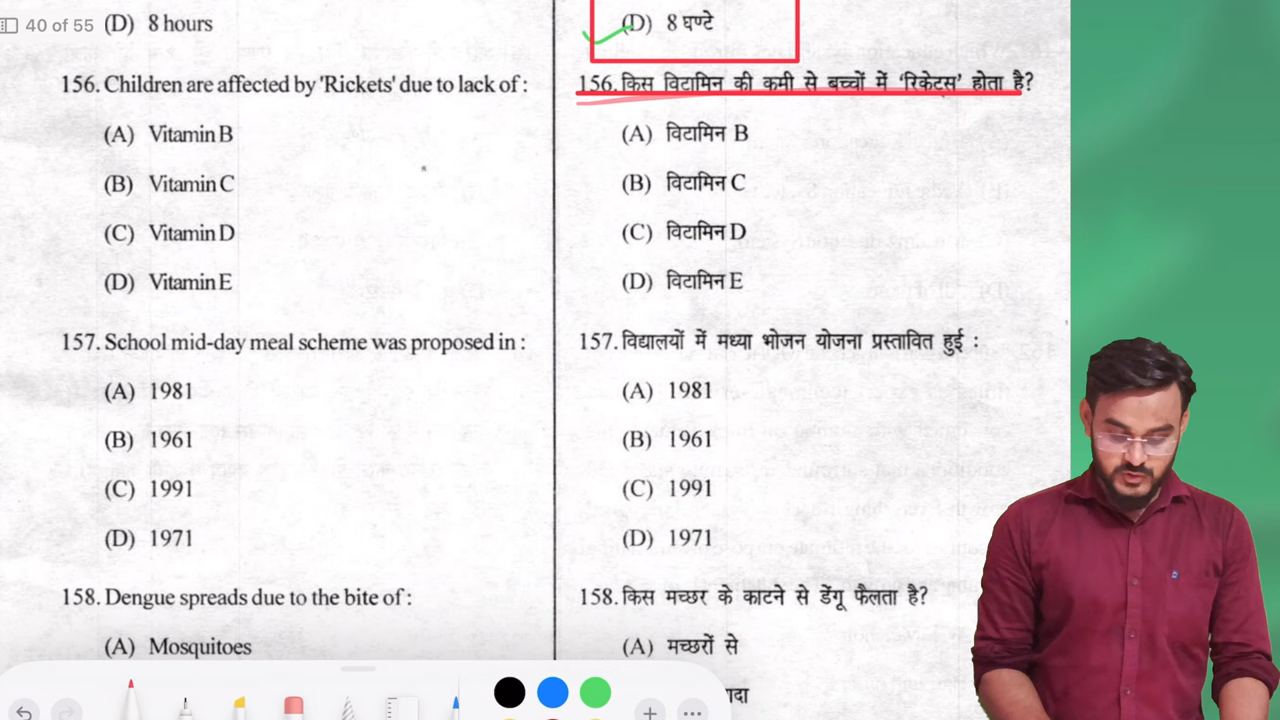 40 of 55
(D) 8 hours
156. Children are affected by 'Rickets' due to lack of :
(A) Vitamin B
(B) Vitamin C
(C) Vitamin D
(D) Vitamin E
157. School mid-day meal scheme was proposed in :
(A) 1981
(B) 1961
(C) 1991
(D) 1971
158. Dengue spreads due to the bite of :
(A) Mosquitoes
(D) 8 घण्टे
156. किस विटामिन की कमी से बच्चों में ‘रिकेट्स’ होता है?
(A) विटामिन B
(B) विटामिन C
(C) विटामिन D
(D) विटामिन E
157. विद्यालयों में मध्या भोजन योजना प्रस्तावित हुई :
(A) 1981
(B) 1961
(C) 1991
(D) 1971
158. किस मच्छर के काटने से डेंगू फैलता है?
(A) मच्छरों से